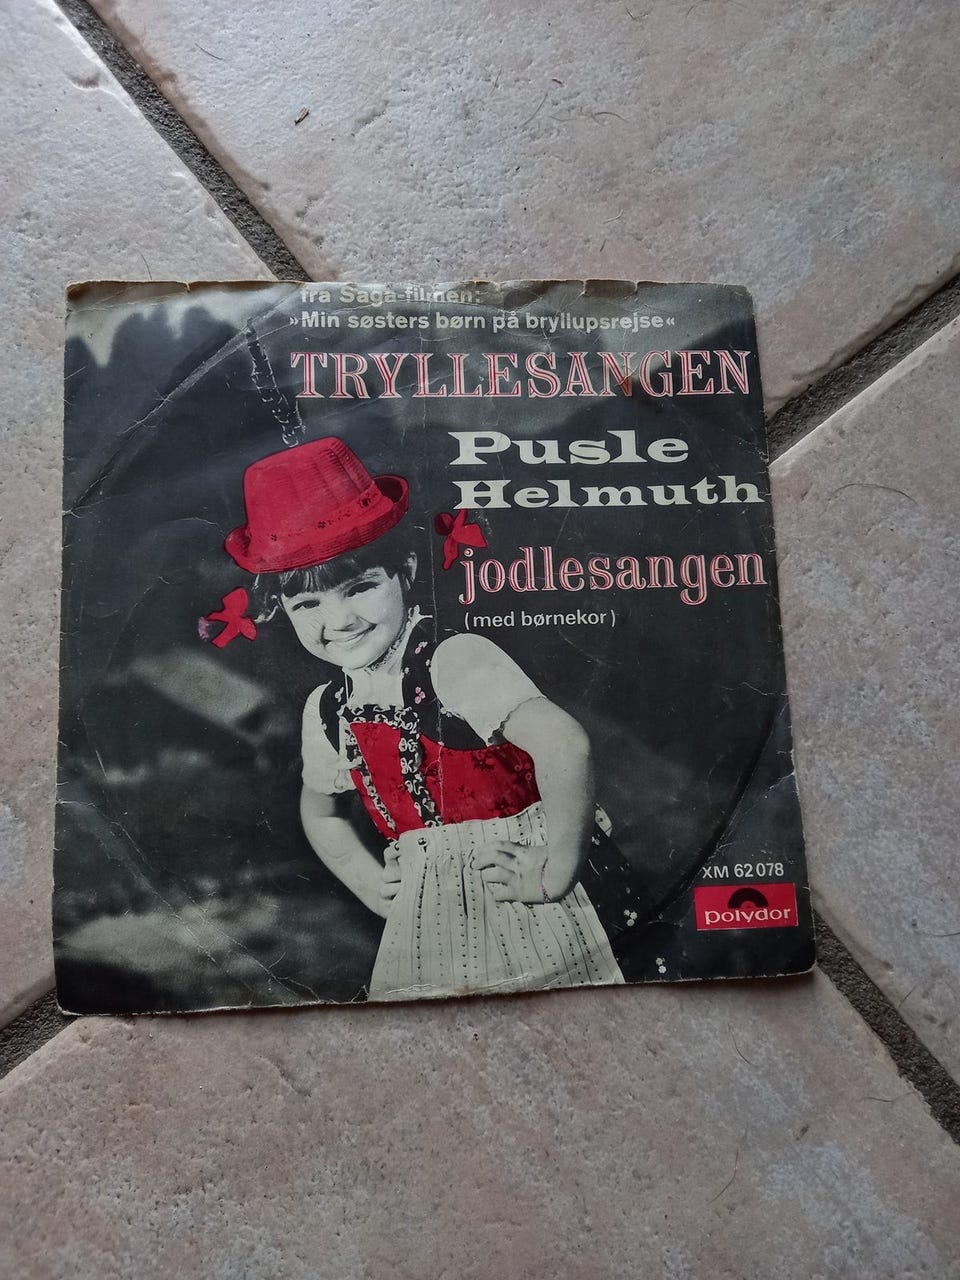 fra Saga-filmen:
»Min søsters børn på bryllupsrejse«
TRYLLESANGEN
Pusle
Helmuth
jodlesangen
(med børnekor)
XM 62 078
polydor